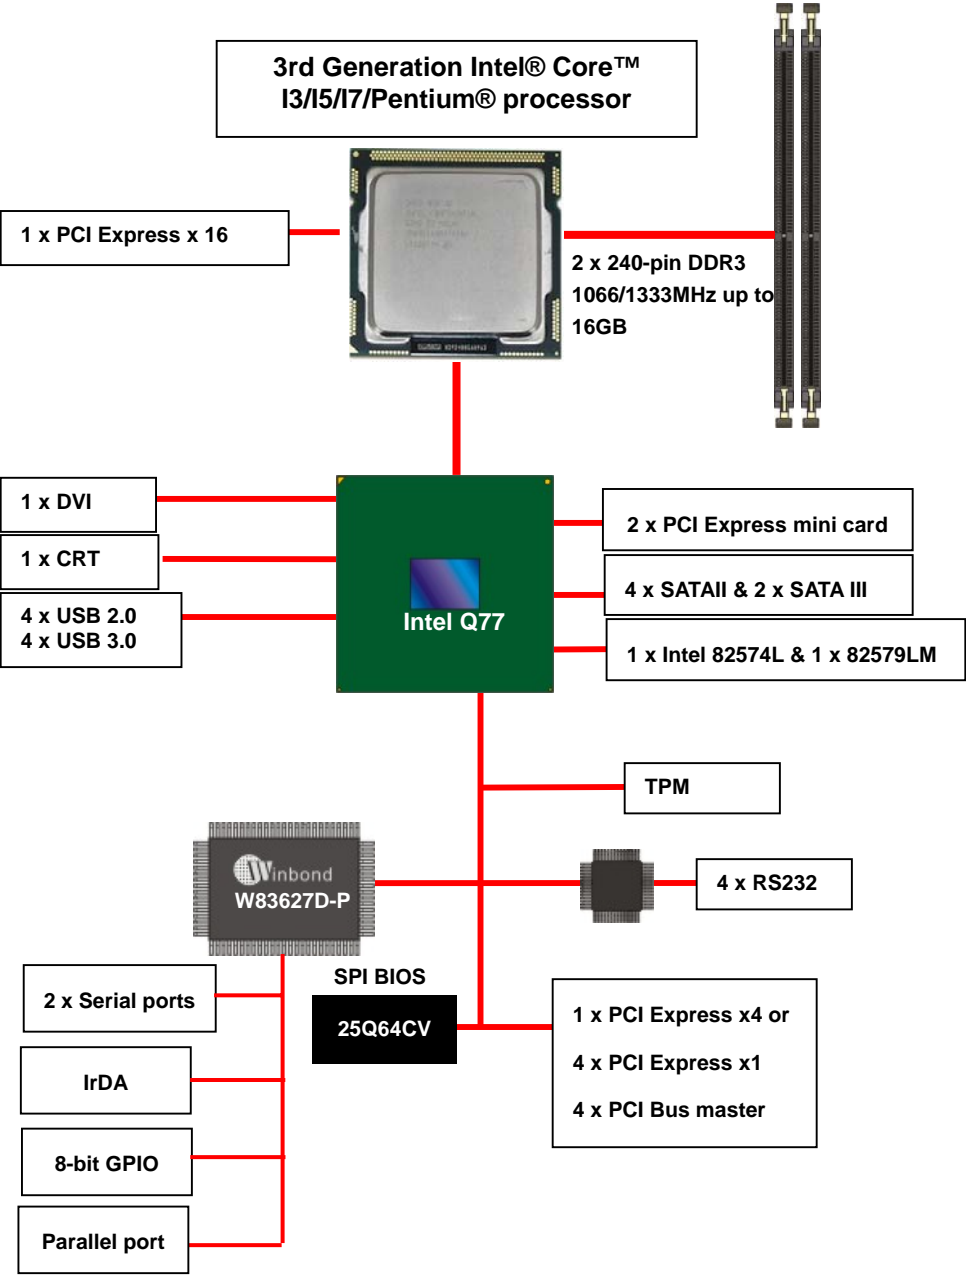 3rd Generation Intel® Core™
I3/I5/I7/Pentium® processor
1 x PCI Express x 16
2 x 240-pin DDR3
1066/1333MHz up to
16GB
1 x DVI
1 x CRT
4 x USB 2.0
4 x USB 3.0
Intel Q77
2 x PCI Express mini card
4 x SATAII & 2 x SATA III
1 x Intel 82574L & 1 x 82579LM
TPM
Winbond
W83627D-P
4 x RS232
SPI BIOS
25Q64CV
2 x Serial ports
IrDA
8-bit GPIO
Parallel port
1 x PCI Express x4 or
4 x PCI Express x1
4 x PCI Bus master